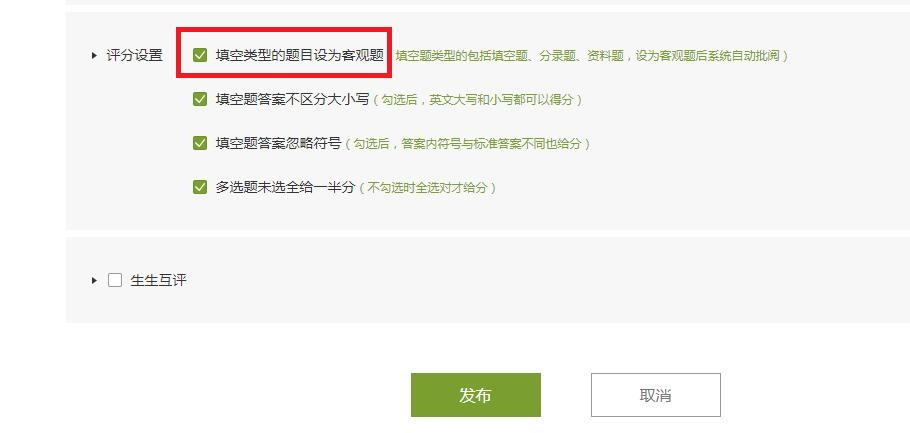 评分设置 填空类型的题目设为客观题 填空题类型的包括填空题、分录题、资料题，设为客观题后系统自动批阅）
填空题答案不区分大小写（勾选后，英文大写和小写都可以得分）
填空题答案忽略符号（勾选后，答案内符号与标准答案不同也给分）
多选题未选全给一半分（不勾选时全选对才给分）
生生互评
发布 取消